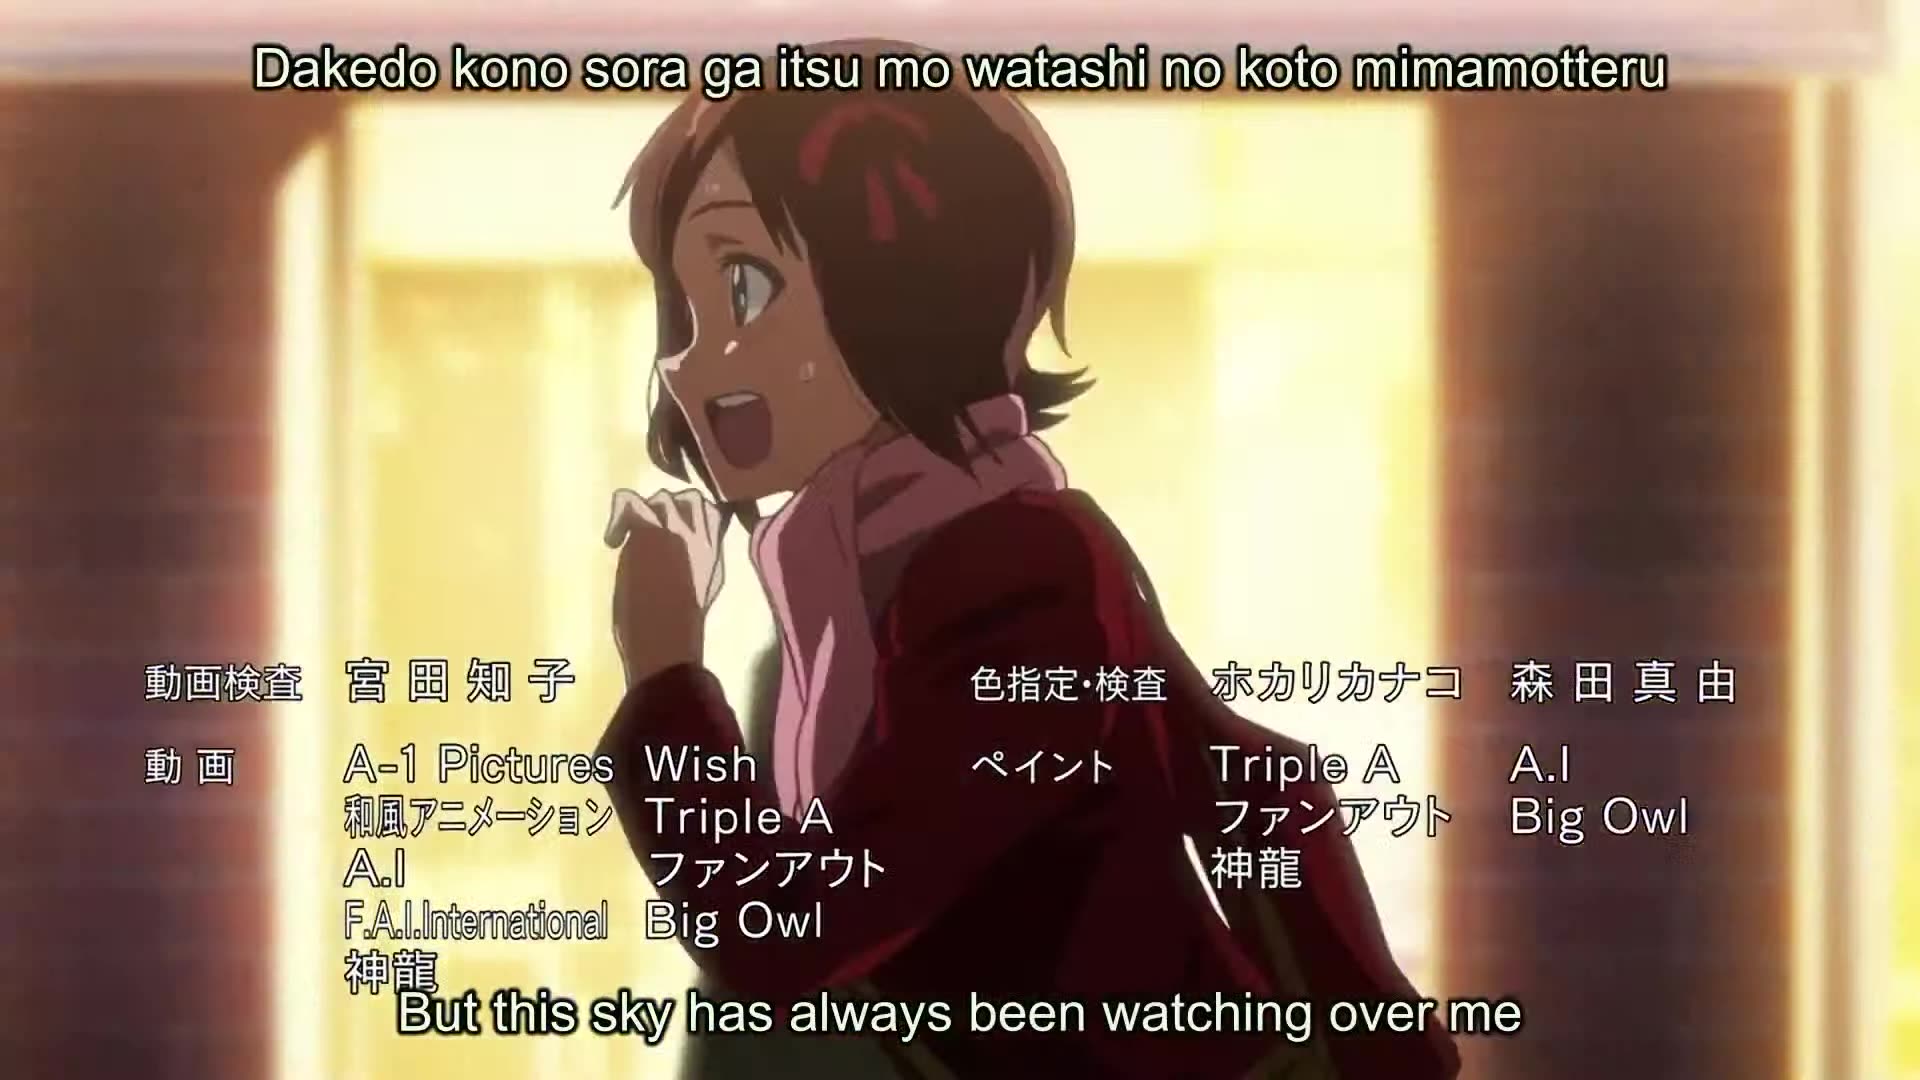 Dakedo kono sora ga itsu mo watashi no koto mimamotteru
動画検査 宮田知子
動画 A-1 Pictures Wish
和風アニメーション Triple A
A.I ファンアウト
F.A.I.International Big Owl
神龍
色指定・検査 ホカリカナコ 森田真由
ペイント Triple A A.I
ファンアウト Big Owl
神龍
But this sky has always been watching over me